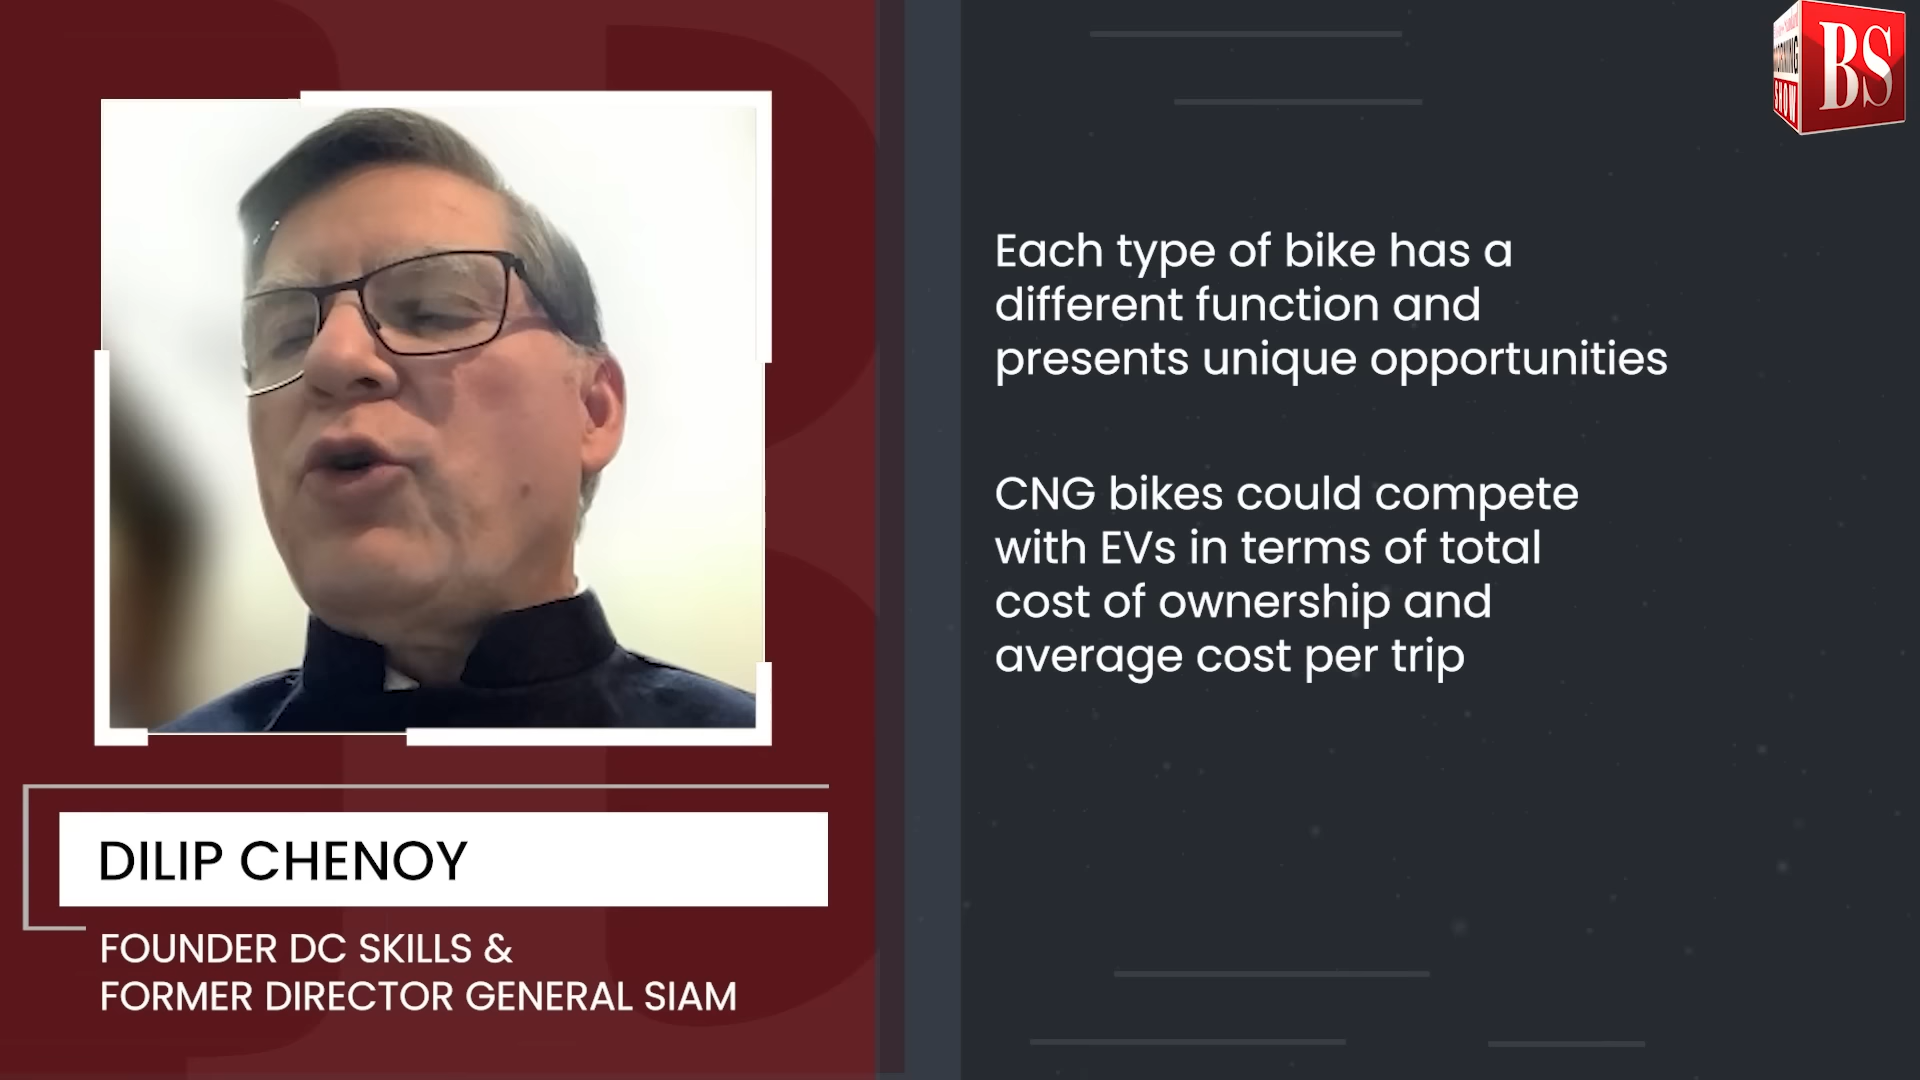 BS
MORNING
SHOW
Each type of bike has a
different function and
presents unique opportunities
CNG bikes could compete
with EVs in terms of total
cost of ownership and
average cost per trip
DILIP CHENOY
FOUNDER DC SKILLS &
FORMER DIRECTOR GENERAL SIAM